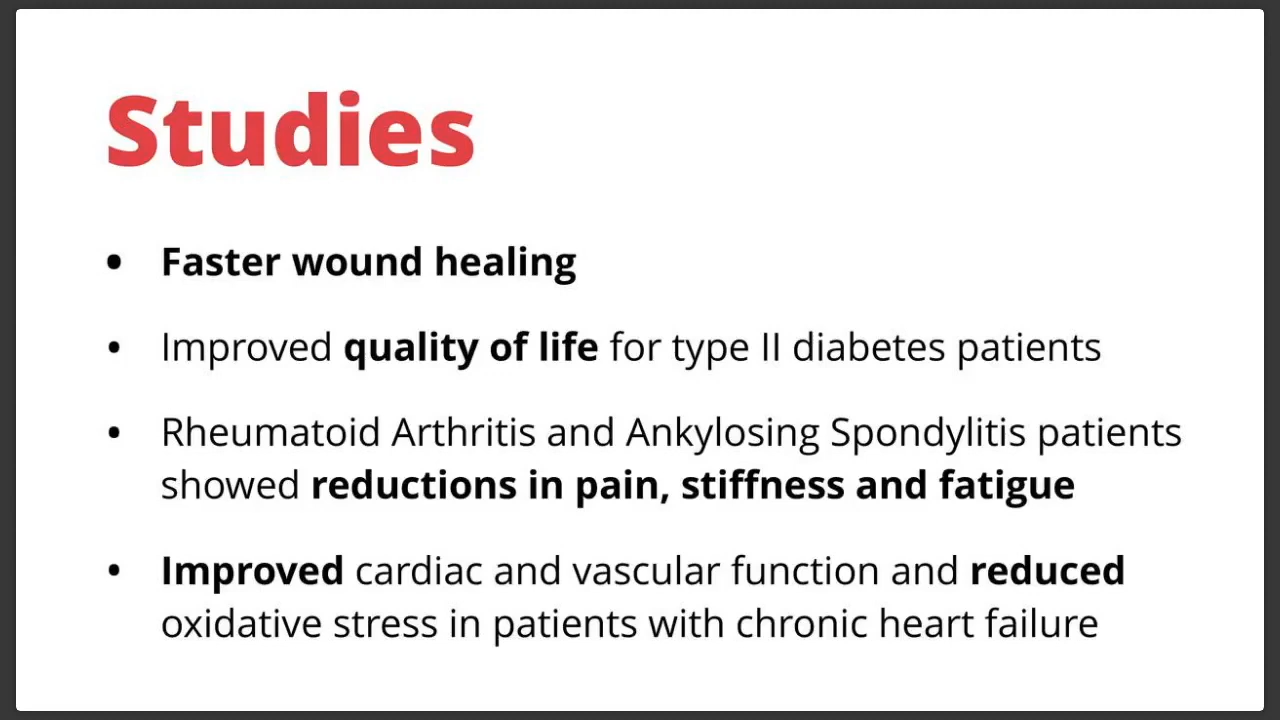 Studies
• Faster wound healing
• Improved quality of life for type II diabetes patients
• Rheumatoid Arthritis and Ankylosing Spondylitis patients
showed reductions in pain, stiffness and fatigue
• Improved cardiac and vascular function and reduced
oxidative stress in patients with chronic heart failure